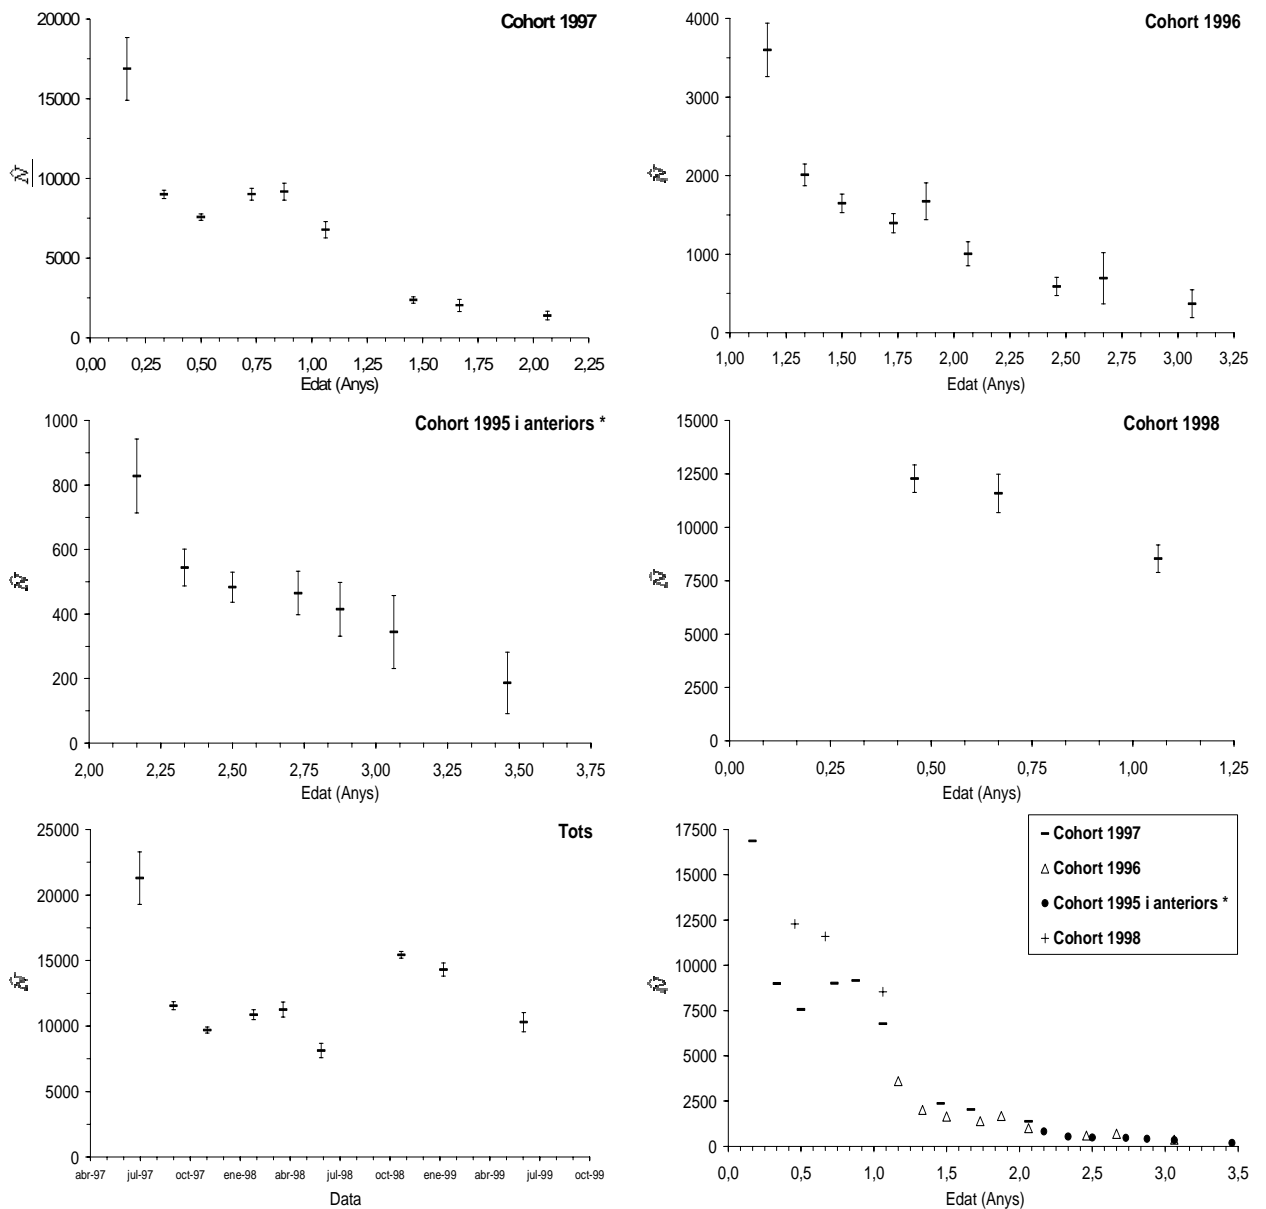 Cohort 1997
20000
15000
10000
5000
0
N̂
0,00 0,25 0,50 0,75 1,00 1,25 1,50 1,75 2,00 2,25
Edat (Anys)
Cohort 1996
4000
3000
2000
1000
0
N̂
1,00 1,25 1,50 1,75 2,00 2,25 2,50 2,75 3,00 3,25
Edat (Anys)
Cohort 1995 i anteriors *
1000
800
600
400
200
0
N̂
2,00 2,25 2,50 2,75 3,00 3,25 3,50 3,75
Edat (Anys)
Cohort 1998
15000
12500
10000
7500
5000
2500
0
N̂
0,00 0,25 0,50 0,75 1,00 1,25
Edat (Anys)
Tots
25000
20000
15000
10000
5000
0
N̂
abr-97 jul-97 oct-97 ene-98 abr-98 jul-98 oct-98 ene-99 abr-99 jul-99 oct-99
Data
17500
15000
12500
10000
7500
5000
2500
0
N̂
Cohort 1997
Cohort 1996
Cohort 1995 i anteriors *
Cohort 1998
0,0 0,5 1,0 1,5 2,0 2,5 3,0 3,5
Edat (Anys)